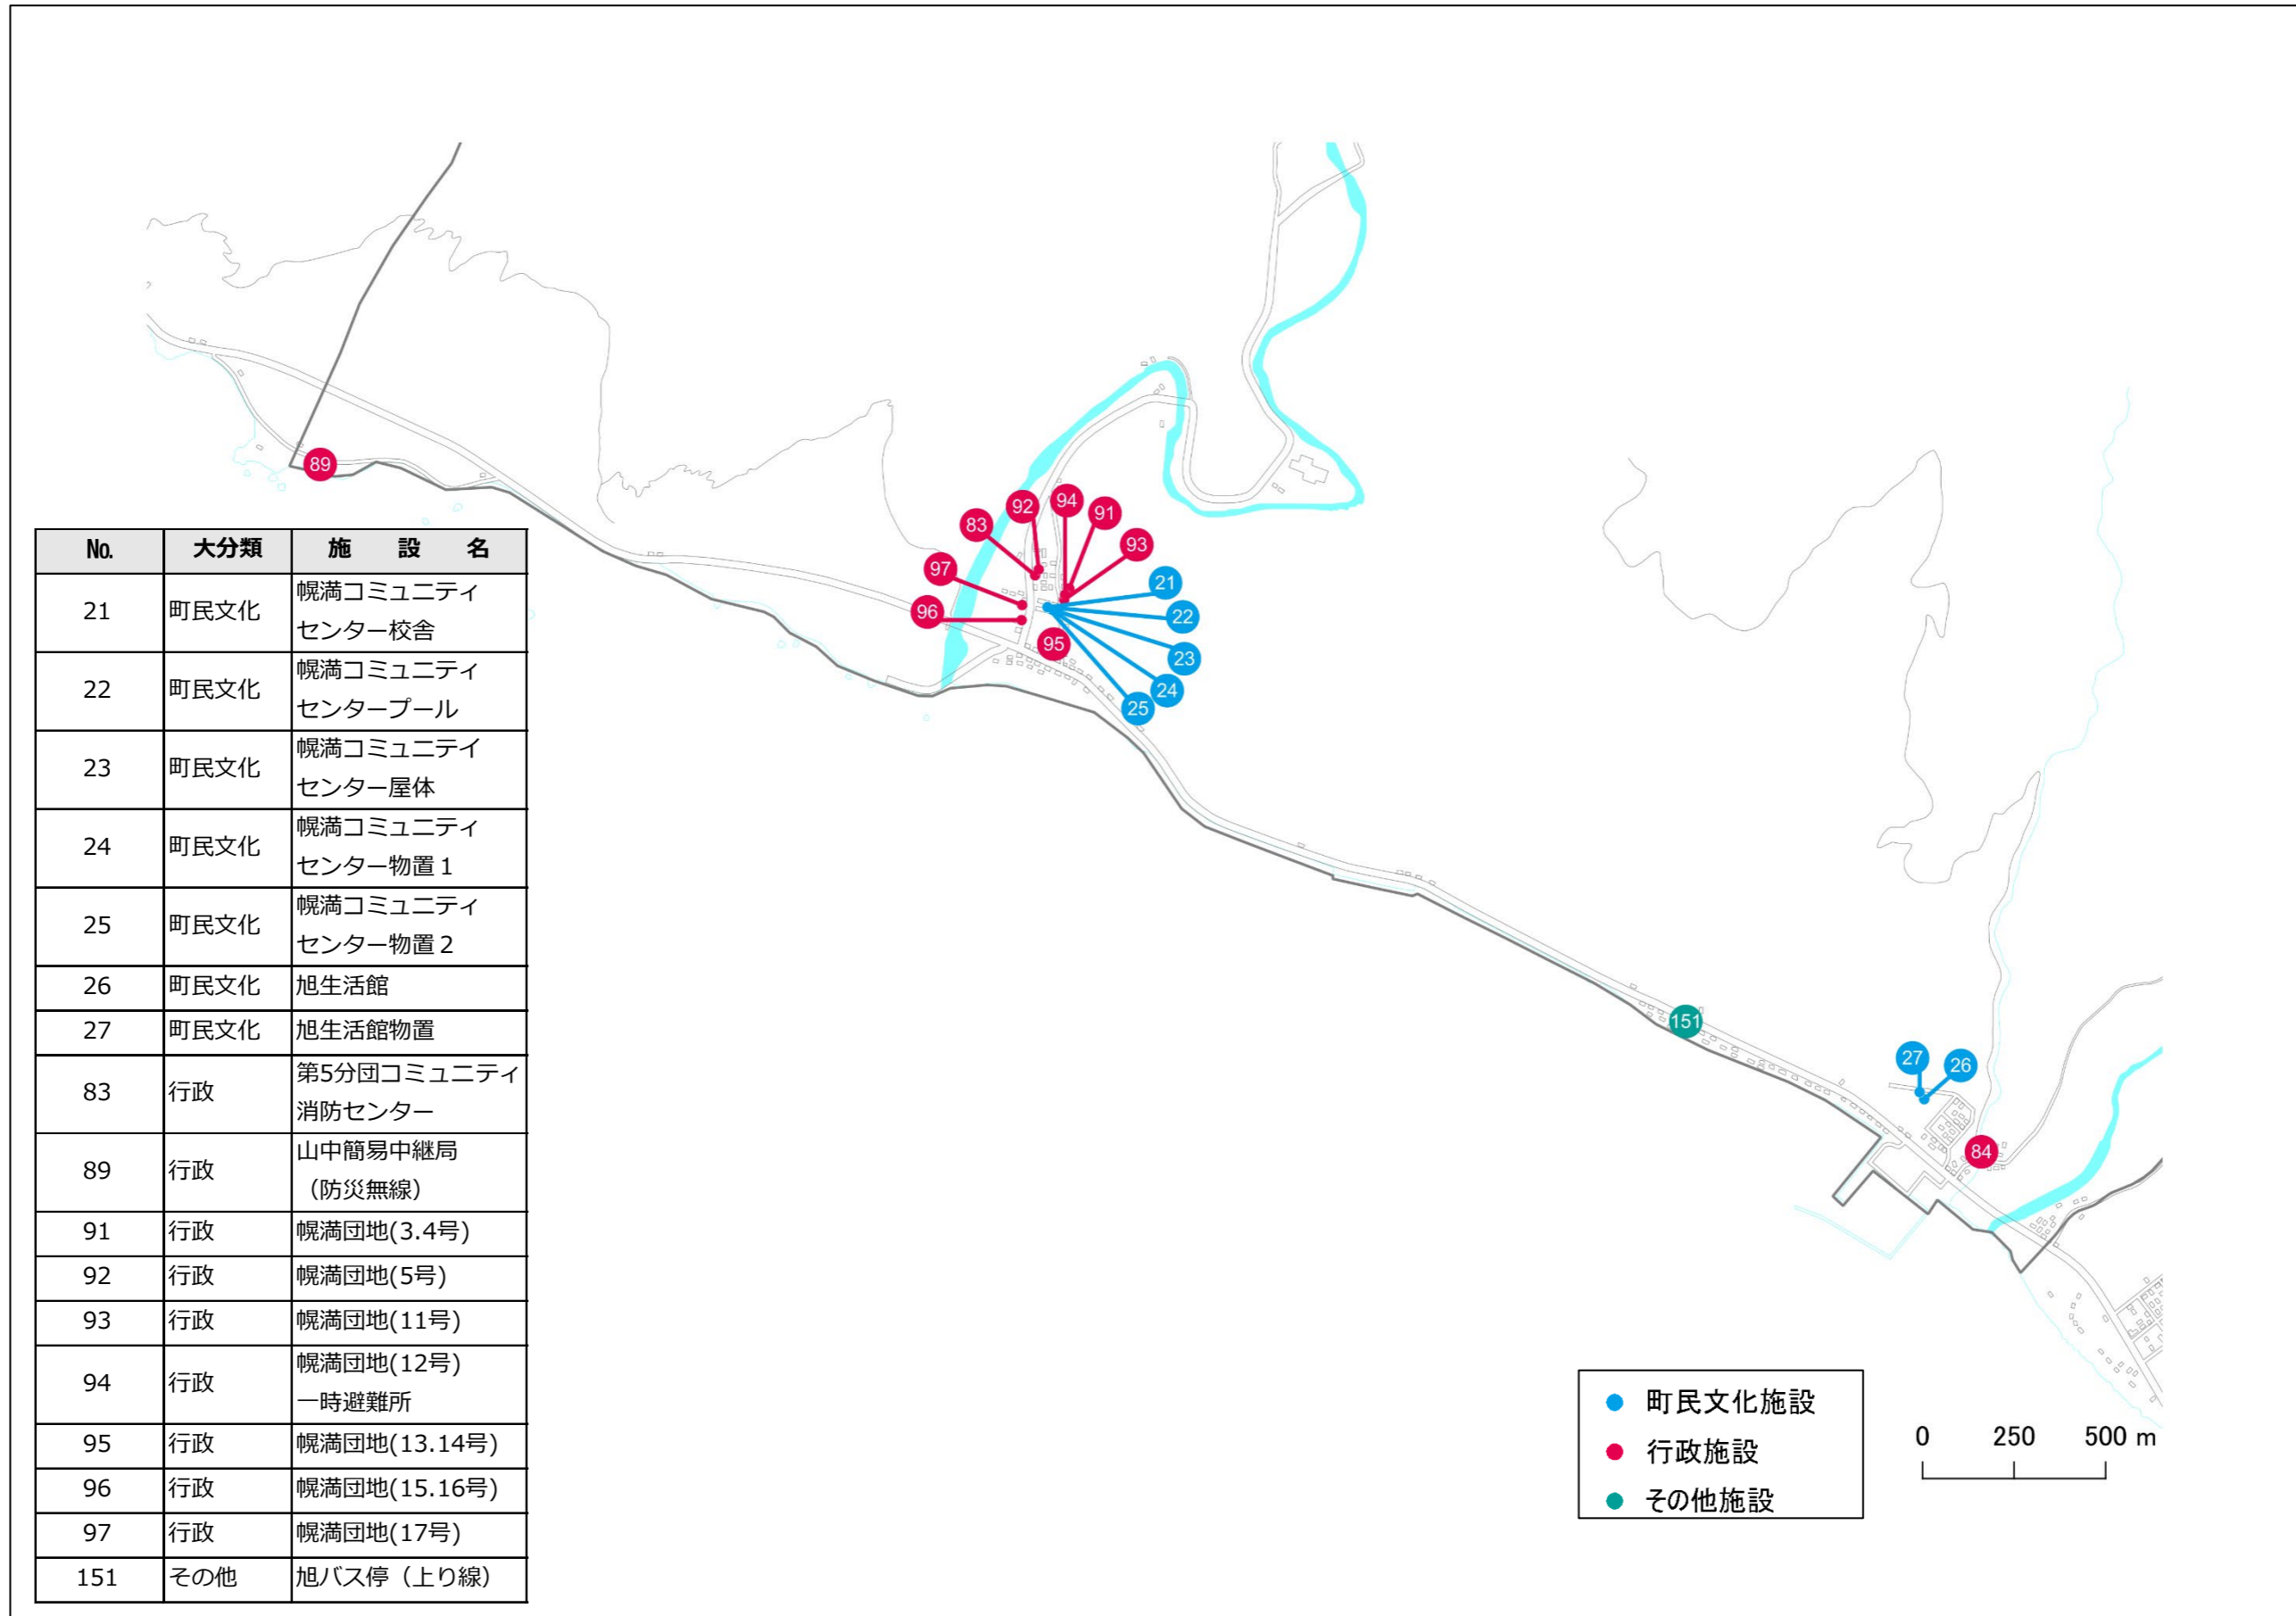 89
92
94
91
83
93
97
21
96
22
95
23
24
25
151
27
26
84
No. 大分類 施 設 名
21 町民文化 幌満コミュニティ
センター校舎
22 町民文化 幌満コミュニティ
センタープール
23 町民文化 幌満コミュニテイ
センター屋体
24 町民文化 幌満コミュニティ
センター物置１
25 町民文化 幌満コミュニティ
センター物置２
26 町民文化 旭生活館
27 町民文化 旭生活館物置
83 行政 第5分団コミュニティ
消防センター
89 行政 山中簡易中継局
（防災無線）
91 行政 幌満団地(3.4号)
92 行政 幌満団地(5号)
93 行政 幌満団地(11号)
94 行政 幌満団地(12号)
一時避難所
95 行政 幌満団地(13.14号)
96 行政 幌満団地(15.16号)
97 行政 幌満団地(17号)
151 その他 旭バス停（上り線）
町民文化施設
行政施設
その他施設
0 250 500 m